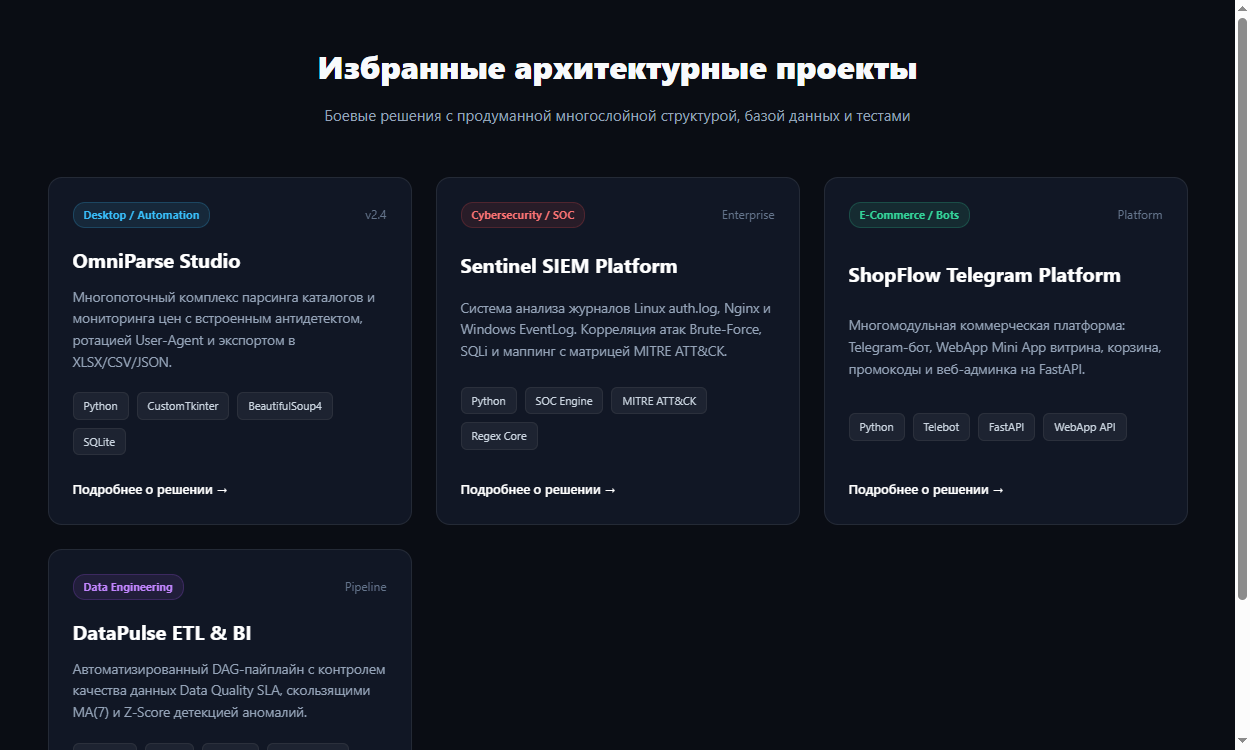 Избранные архитектурные проекты
Боевые решения с продуманной многослойной структурой, базой данных и тестами
Desktop / Automation
v2.4
OmniParse Studio
Многопоточный комплекс парсинга каталогов и
мониторинга цен с встроенным антидетектом,
ротацией User-Agent и экспортом в
XLSX/CSV/JSON.
Python
CustomTkinter
BeautifulSoup4
SQLite
Подробнее о решении →
Cybersecurity / SOC
Enterprise
Sentinel SIEM Platform
Система анализа журналов Linux auth.log, Nginx и
Windows EventLog. Корреляция атак Brute-Force,
SQLi и маппинг с матрицей MITRE ATT&CK.
Python
SOC Engine
MITRE ATT&CK
Regex Core
Подробнее о решении →
E-Commerce / Bots
Platform
ShopFlow Telegram Platform
Многомодульная коммерческая платформа:
Telegram-бот, WebApp Mini App витрина, корзина,
промокоды и веб-админка на FastAPI.
Python
Telebot
FastAPI
WebApp API
Подробнее о решении →
Data Engineering
Pipeline
DataPulse ETL & BI
Автоматизированный DAG-пайплайн с контролем
качества данных Data Quality SLA, скользящими
MA(7) и Z-Score детекцией аномалий.